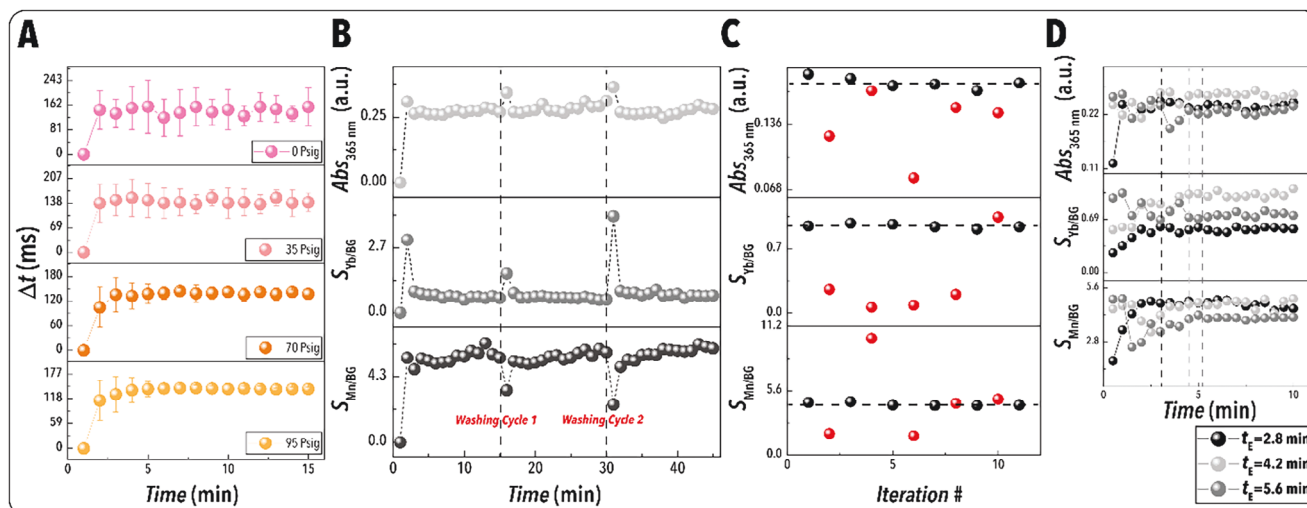 A
Δt (ms)
243
162
81
0
0 Psig
207
138
69
0
35 Psig
180
120
60
0
70 Psig
177
118
59
0
95 Psig
0 5 10 15
Time (min)
B
Abs365 nm (a.u.)
0.25
0.00
SYb/BG
2.7
0.0
SMn/BG
4.3
0.0
Washing Cycle 1
Washing Cycle 2
0 10 20 30 40
Time (min)
C
Abs365 nm (a.u.)
0.136
0.068
SYb/BG
0.7
0.0
SMn/BG
11.2
5.6
0.0
0 5 10
Iteration #
D
Abs365 nm (a.u.)
0.22
0.11
SYb/BG
0.69
0.00
SMn/BG
5.6
2.8
0 5 10
Time (min)
tE=2.8 min
tE=4.2 min
tE=5.6 min